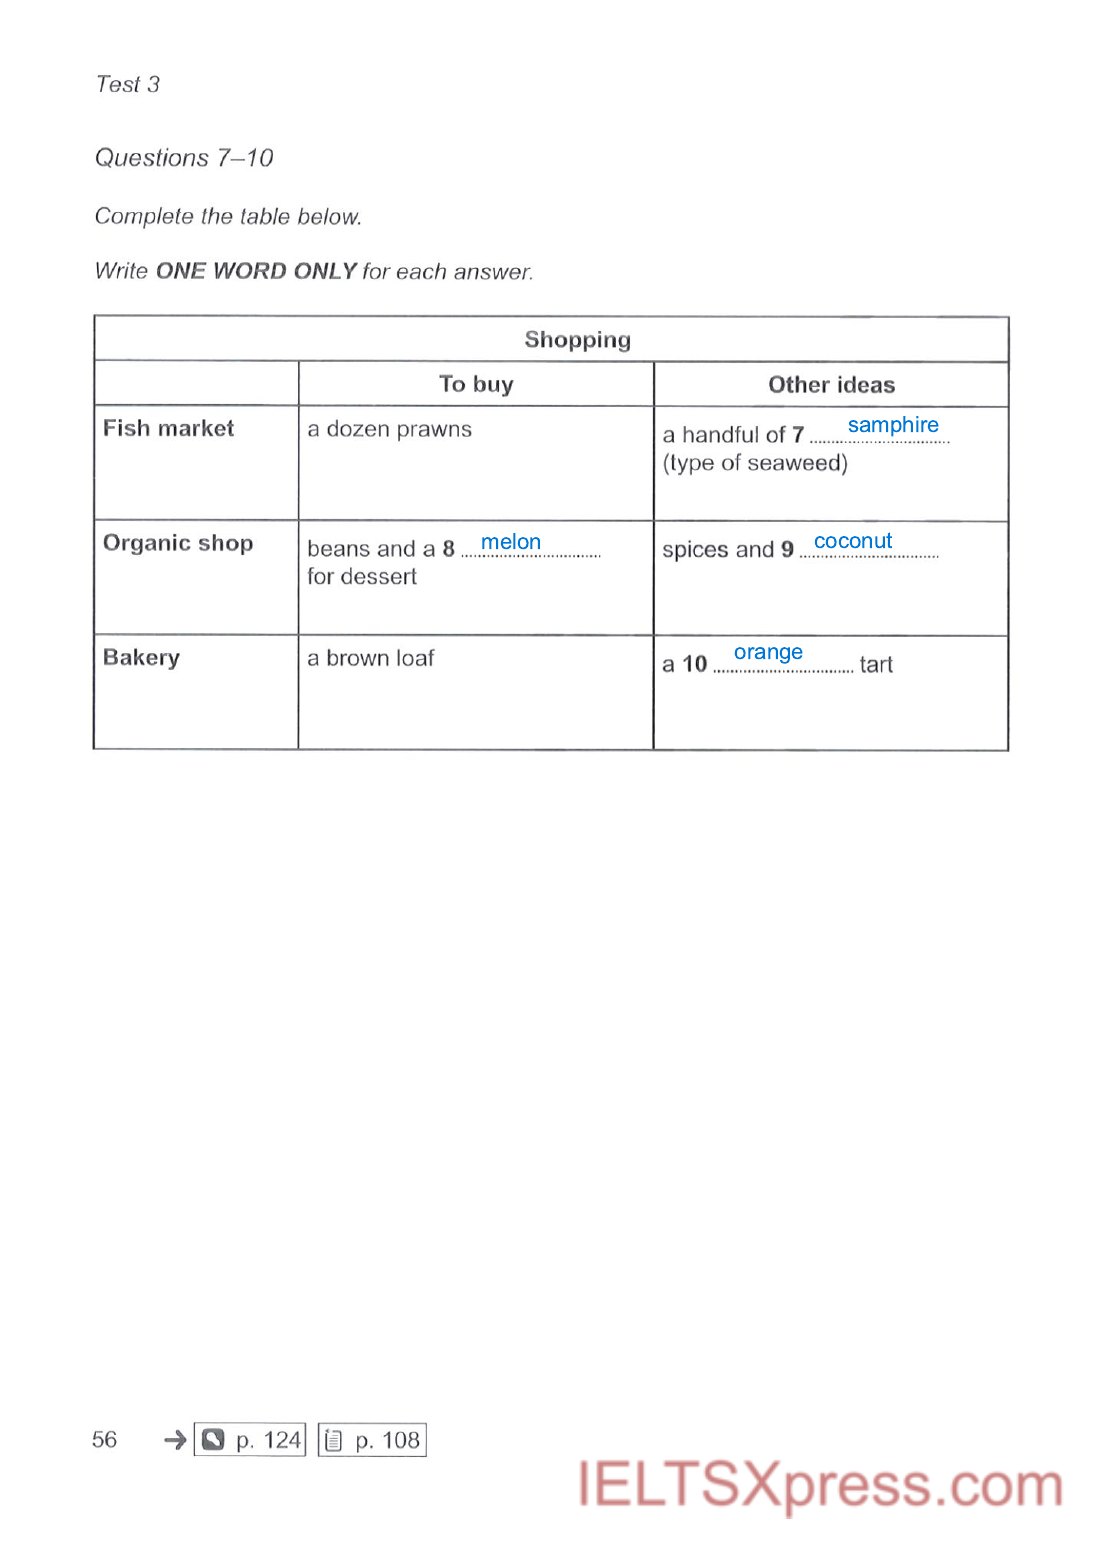 Test 3
Questions 7–10
Complete the table below.
Write ONE WORD ONLY for each answer.
Shopping
To buy Other ideas
Fish market a dozen prawns a handful of 7 samphire
(type of seaweed)
Organic shop beans and a 8 melon spices and 9 coconut
for dessert
Bakery a brown loaf a 10 orange tart
56 p. 124 p. 108
IELTSXpress.com